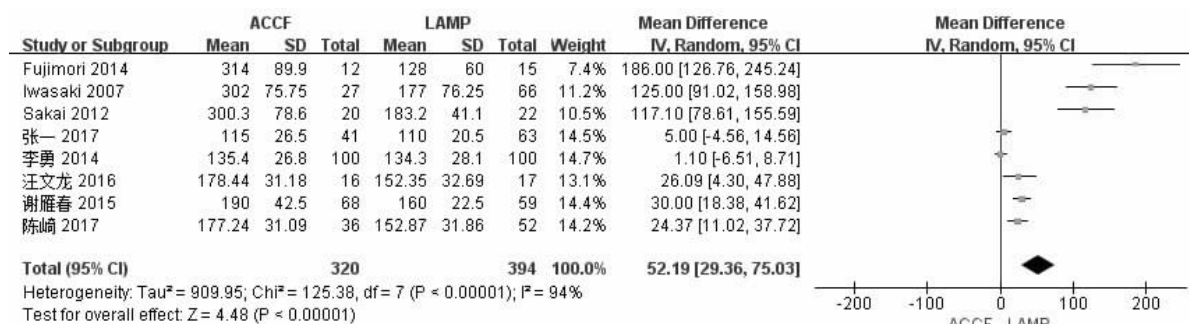 ACCF LAMP Mean Difference Mean Difference
Study or Subgroup Mean SD Total Mean SD Total Weight IV, Random, 95% CI IV, Random, 95% CI
Fujimori 2014 314 89.9 12 128 60 15 7.4% 186.00 [126.76, 245.24]
Iwasaki 2007 302 75.75 27 177 76.25 66 11.2% 125.00 [91.02, 158.98]
Sakai 2012 300.3 78.6 20 183.2 41.1 22 10.5% 117.10 [78.61, 155.59]
张一 2017 115 26.5 41 110 20.5 63 14.5% 5.00 [-4.56, 14.56]
李勇 2014 135.4 26.8 100 134.3 28.1 100 14.7% 1.10 [-6.51, 8.71]
汪文龙 2016 178.44 31.18 16 152.35 32.69 17 13.1% 26.09 [4.30, 47.88]
谢雁春 2015 190 42.5 68 160 22.5 59 14.4% 30.00 [18.38, 41.62]
陈崎 2017 177.24 31.09 36 152.87 31.86 52 14.2% 24.37 [11.02, 37.72]
Total (95% CI) 320 394 100.0% 52.19 [29.36, 75.03]
Heterogeneity: Tau² = 909.95; Chi² = 125.38, df = 7 (P < 0.00001); I² = 94%
Test for overall effect: Z = 4.48 (P < 0.00001)
-200 -100 0 100 200
ACCF LAMP